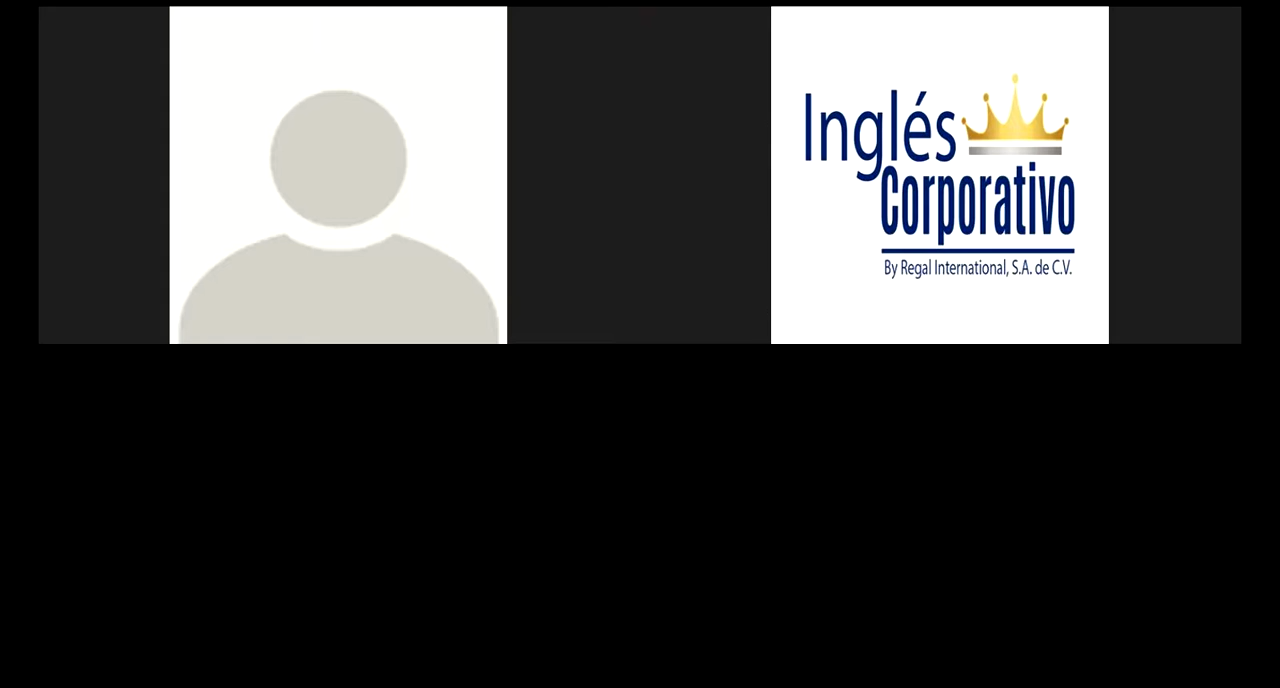 Inglés
Corporativo
By Regal International, S.A. de C.V.